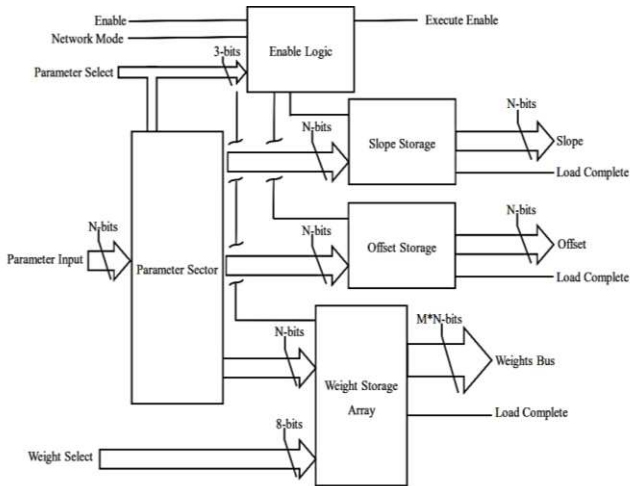 Enable
Execute Enable
Network Mode
Enable Logic
3-bits
Parameter Select
N-bits
N-bits
Slope Storage
Slope
Load Complete
N-bits
N-bits
N-bits
Parameter Input
Parameter Sector
Offset Storage
Offset
Load Complete
M*N-bits
N-bits
Weight Storage
Array
Weights Bus
Load Complete
8-bits
Weight Select